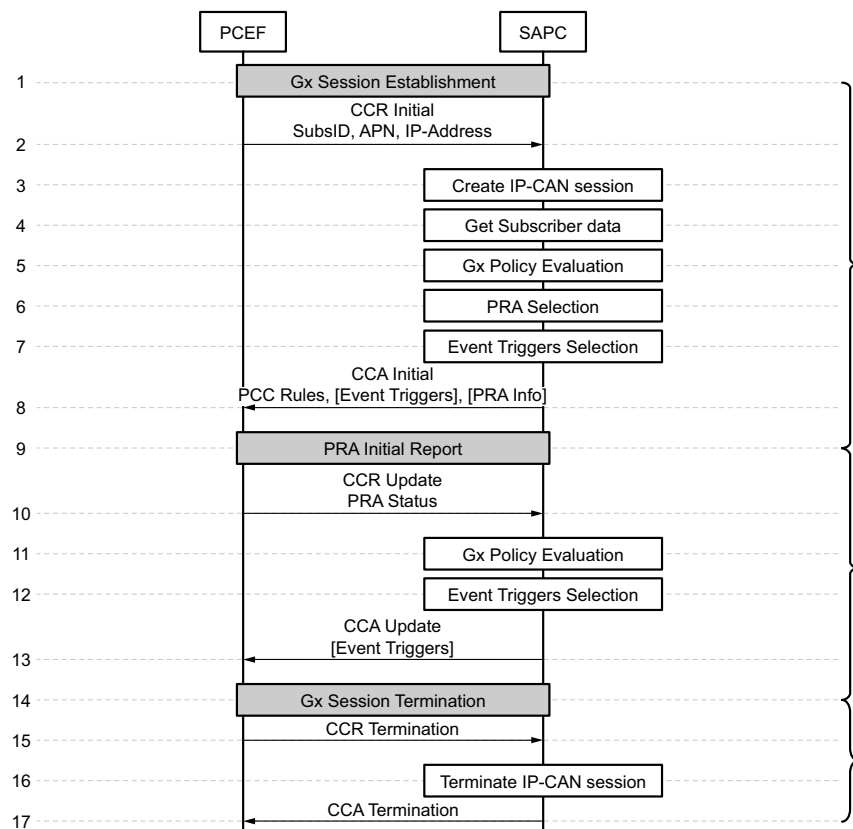 PCEF
SAPC
1
Gx Session Establishment
CCR Initial
SubsID, APN, IP-Address
2
3
Create IP-CAN session
4
Get Subscriber data
5
Gx Policy Evaluation
6
PRA Selection
7
Event Triggers Selection
CCA Initial
PCC Rules, [Event Triggers], [PRA Info]
8
9
PRA Initial Report
CCR Update
PRA Status
10
11
Gx Policy Evaluation
12
Event Triggers Selection
CCA Update
[Event Triggers]
13
14
Gx Session Termination
CCR Termination
15
16
Terminate IP-CAN session
CCA Termination
17